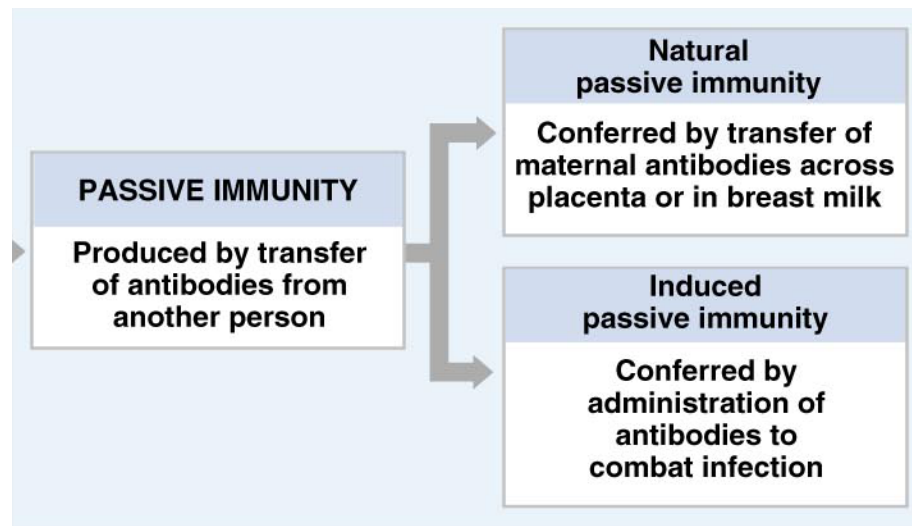 PASSIVE IMMUNITY
Produced by transfer
of antibodies from
another person
Natural
passive immunity
Conferred by transfer of
maternal antibodies across
placenta or in breast milk
Induced
passive immunity
Conferred by
administration of
antibodies to
combat infection